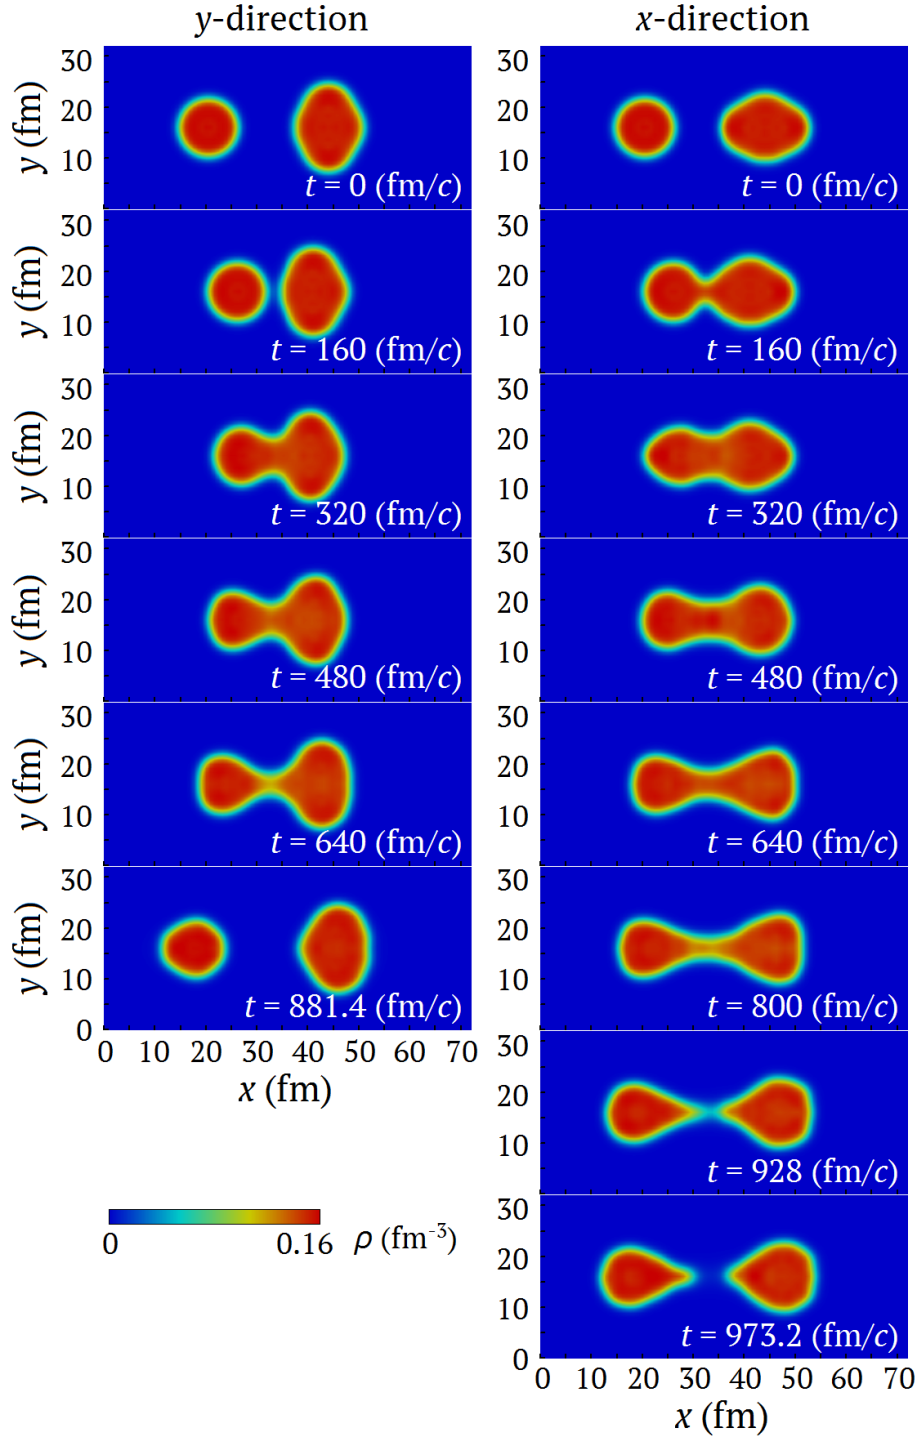 y-direction
x-direction
30
20
10
y (fm)
t = 0 (fm/c)
30
20
10
t = 0 (fm/c)
30
20
10
y (fm)
t = 160 (fm/c)
30
20
10
t = 160 (fm/c)
30
20
10
y (fm)
t = 320 (fm/c)
30
20
10
t = 320 (fm/c)
30
20
10
y (fm)
t = 480 (fm/c)
30
20
10
t = 480 (fm/c)
30
20
10
y (fm)
t = 640 (fm/c)
30
20
10
t = 640 (fm/c)
30
20
10
0
y (fm)
t = 881.4 (fm/c)
30
20
10
t = 800 (fm/c)
0 10 20 30 40 50 60 70
x (fm)
30
20
10
t = 928 (fm/c)
0 0.16 ρ (fm⁻³)
30
20
10
0
t = 973.2 (fm/c)
0 10 20 30 40 50 60 70
x (fm)